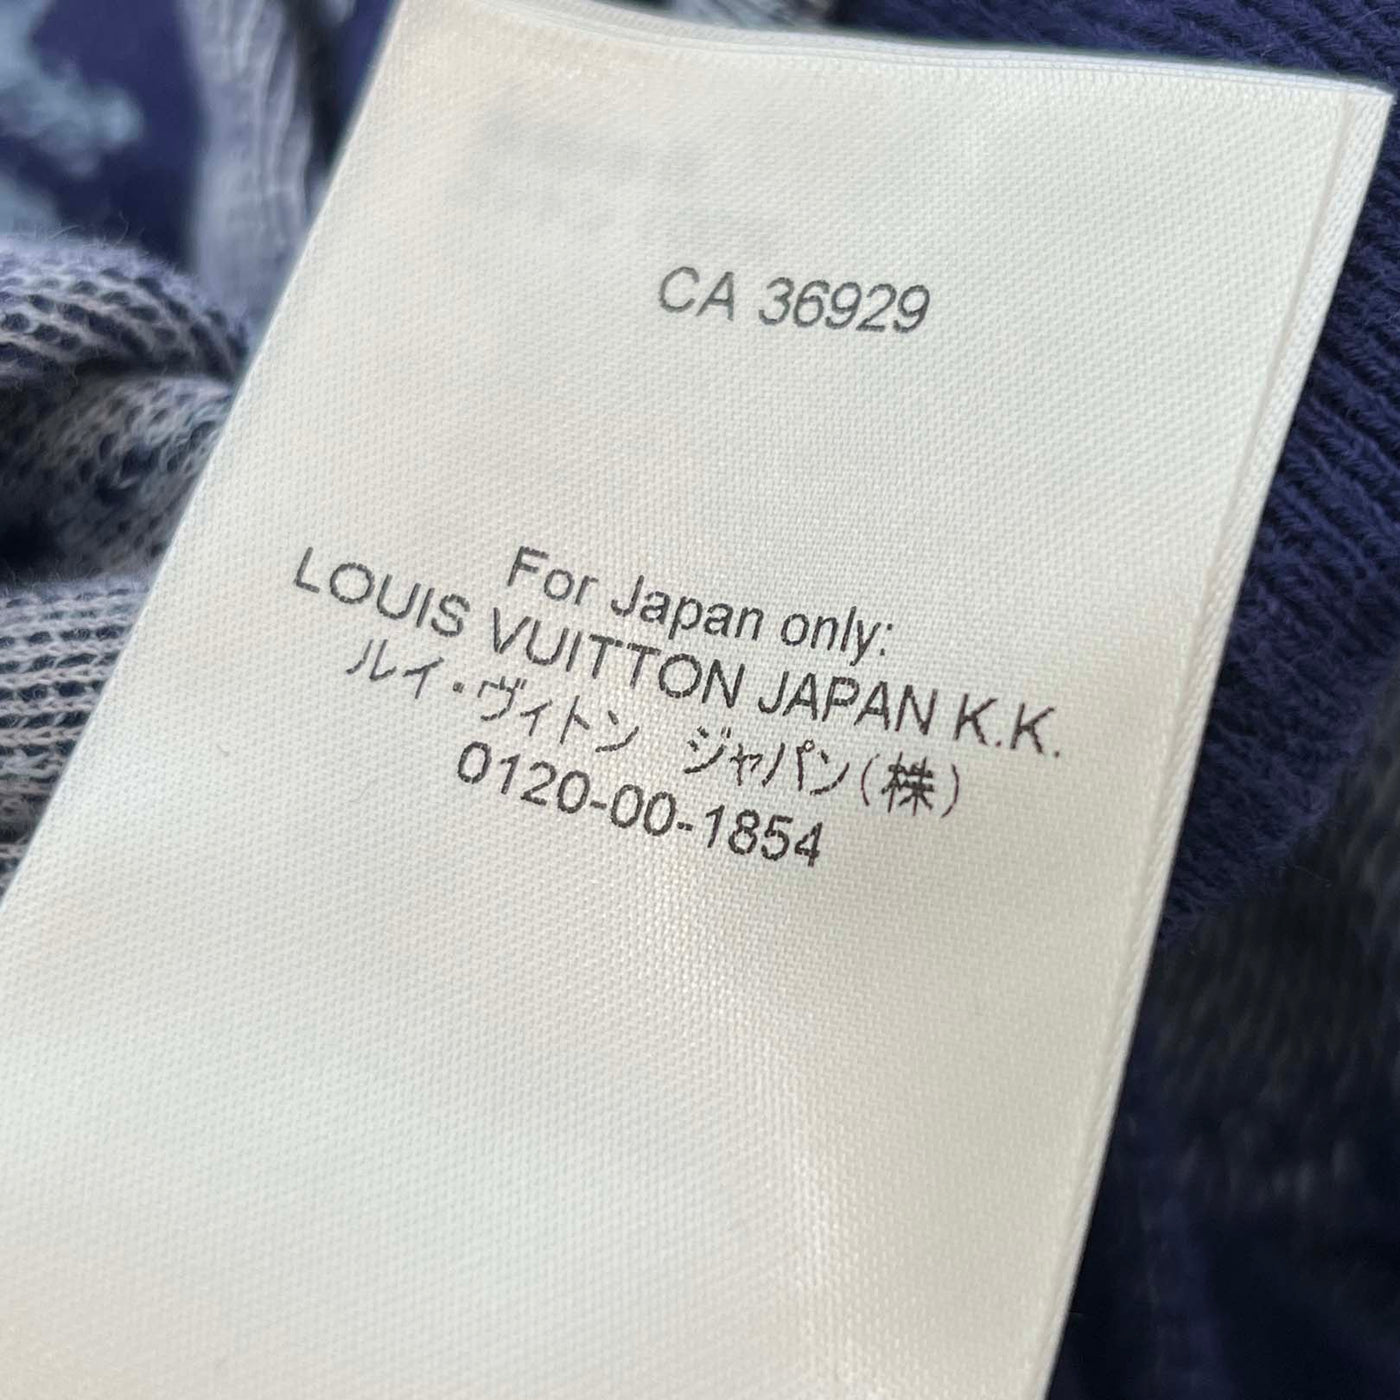 CA 36929
For Japan only:
LOUIS VUITTON JAPAN K.K.
ルイ・ヴィトン ジャパン(株)
0120-00-1854